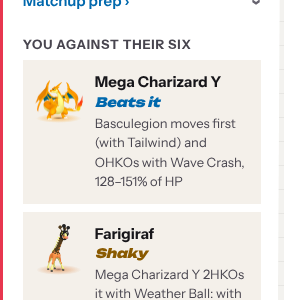 Matchup prep ›
YOU AGAINST THEIR SIX
Mega Charizard Y
Beats it
Basculegion moves first
(with Tailwind) and
OHKOs with Wave Crash,
128–151% of HP
Farigiraf
Shaky
Mega Charizard Y 2HKOs
it with Weather Ball; with